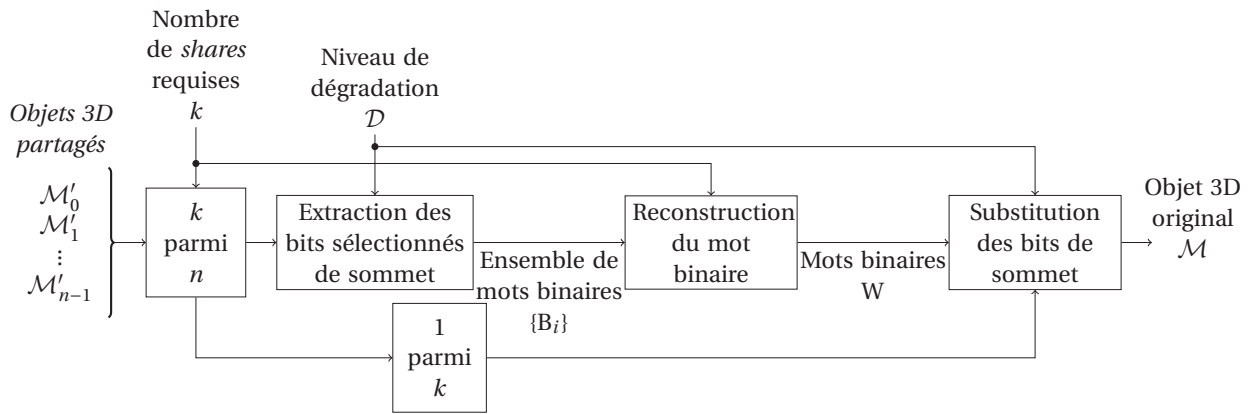 Nombre
de shares
requises
k
Niveau de
dégradation
𝒟
Objets 3D
partagés
ℳ′₀
ℳ′₁
⋮
ℳ′ₙ₋₁
k
parmi
n
Extraction des
bits sélectionnés
de sommet
Ensemble de
mots binaires
{Bᵢ}
Reconstruction
du mot
binaire
Mots binaires
W
Substitution
des bits de
sommet
Objet 3D
original
ℳ
1
parmi
k